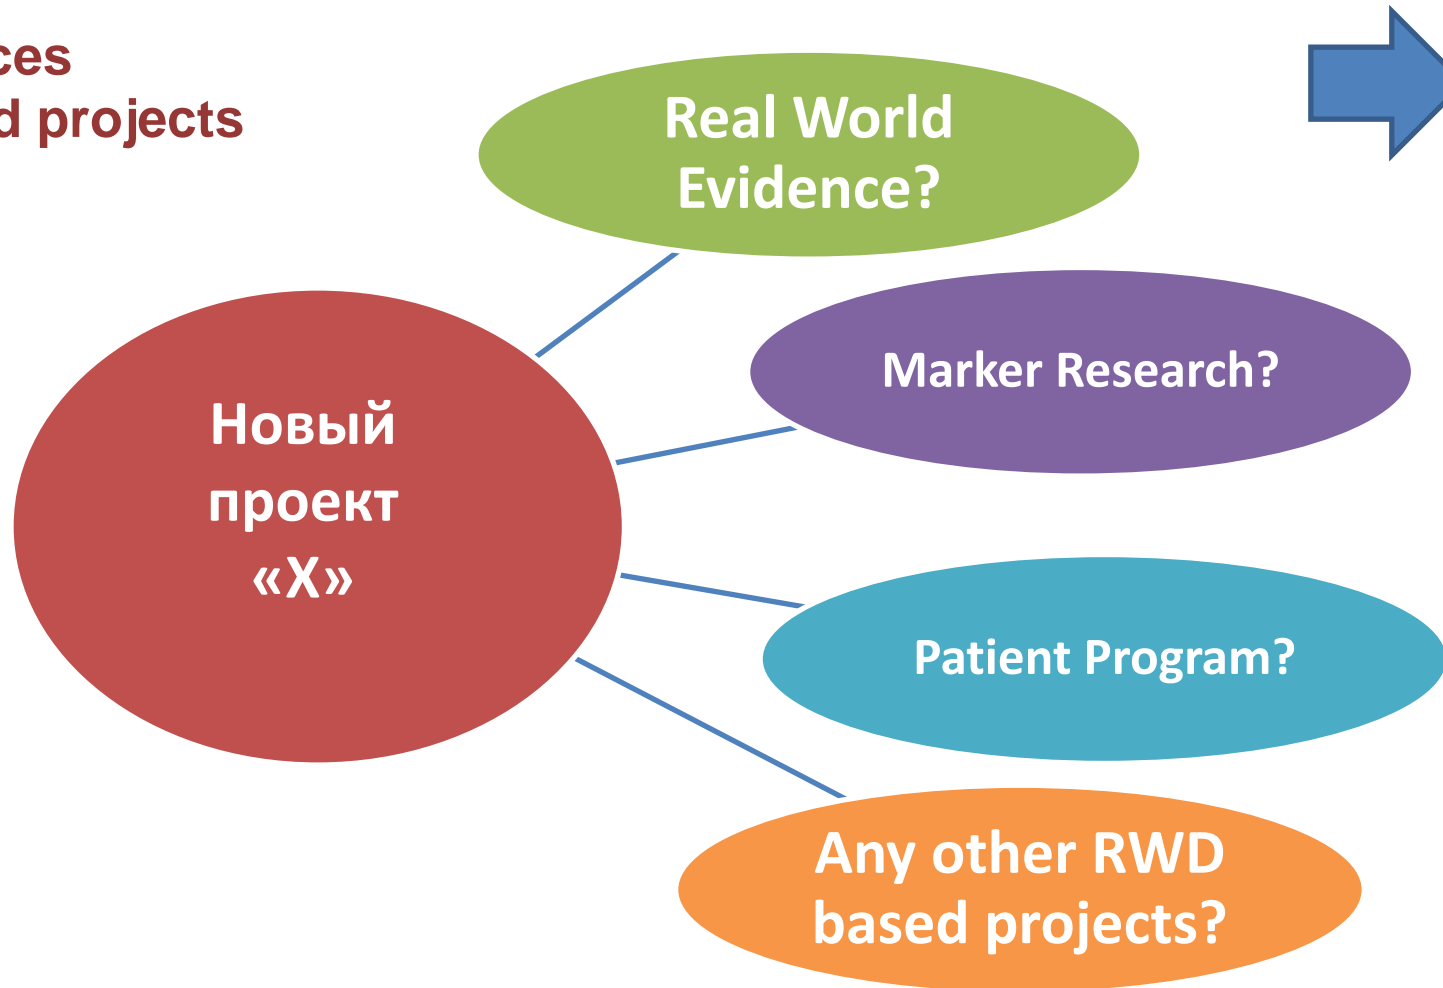 ces
d projects
Real World
Evidence?
Marker Research?
Новый
проект
«Х»
Patient Program?
Any other RWD
based projects?